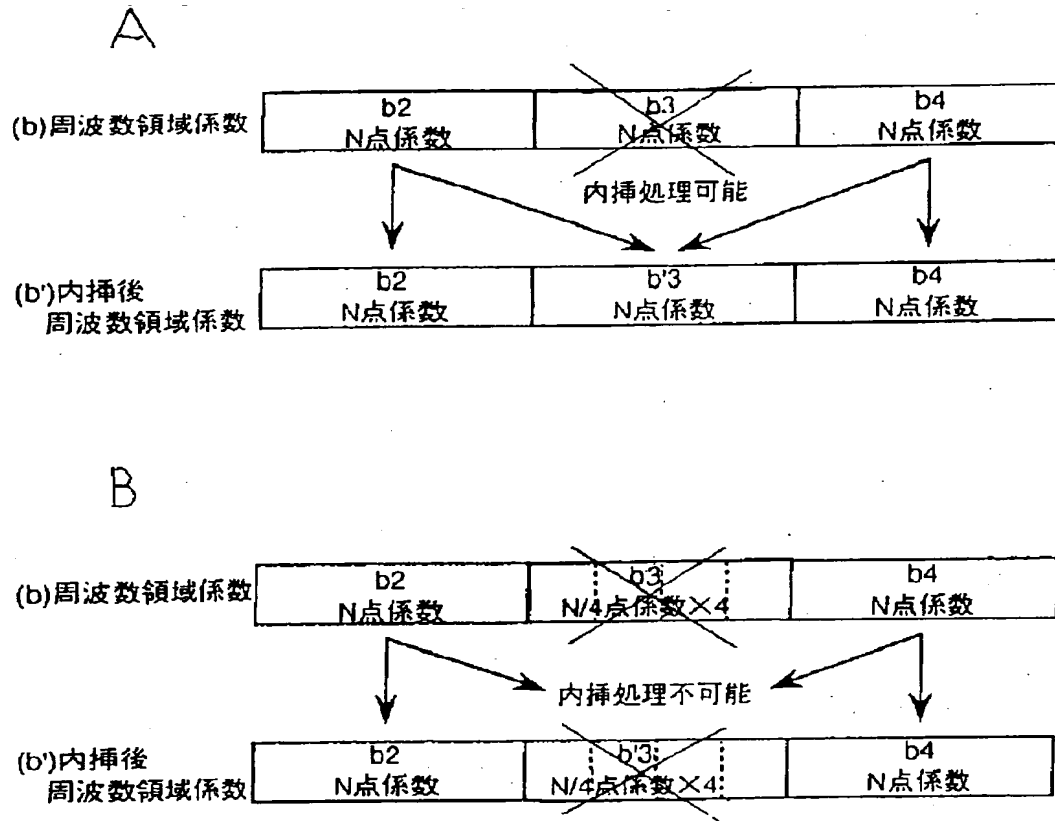 A
b2
b3
b4
(b)周波数領域係数
N点係数
N点係数
N点係数
内挿処理可能
b2
b'3
b4
(b')内挿後
周波数領域係数
N点係数
N点係数
N点係数
B
b2
b3
b4
(b)周波数領域係数
N点係数
N/4点係数×4
N点係数
内挿処理不可能
b2
b'3
b4
(b')内挿後
周波数領域係数
N点係数
N/4点係数×4
N点係数